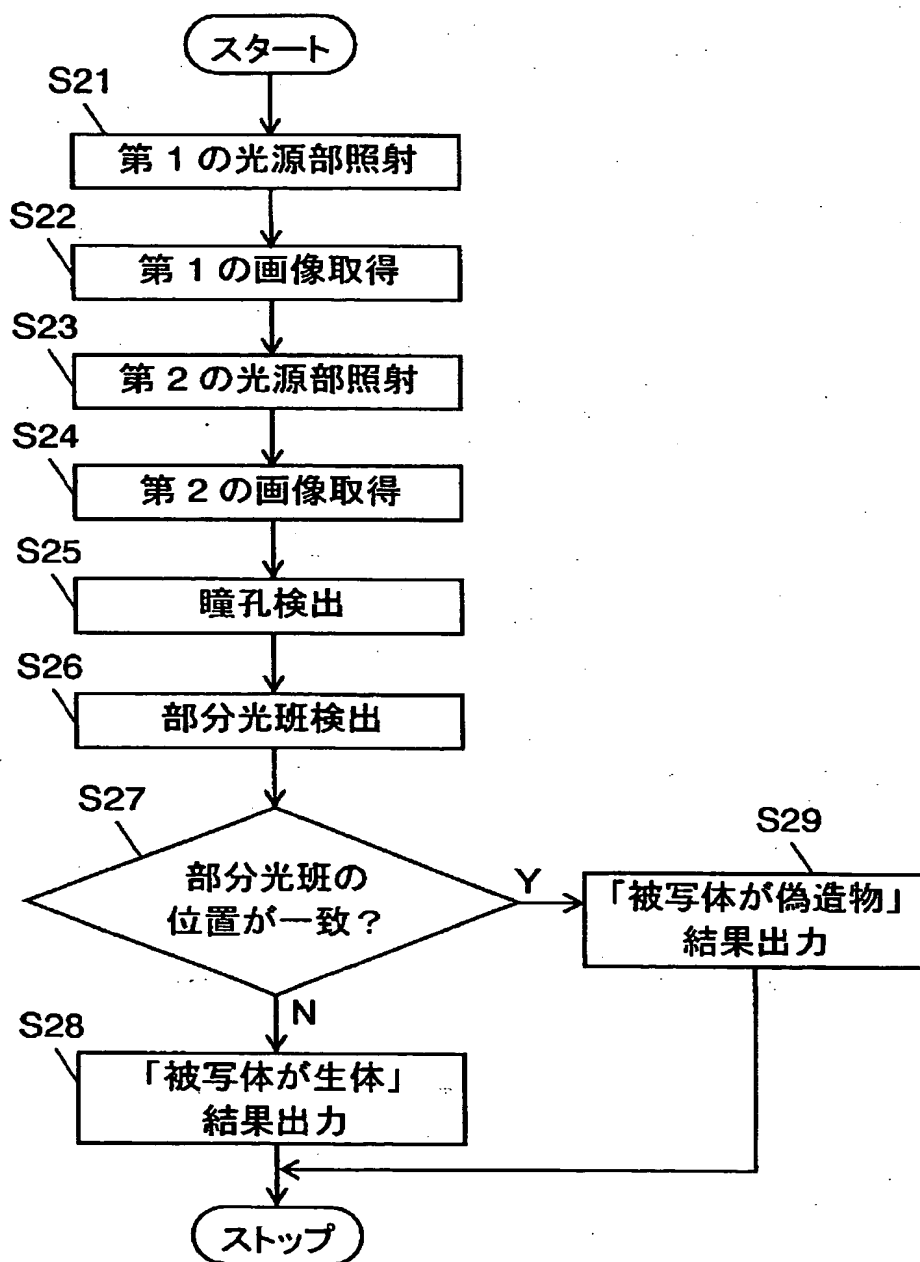 スタート
S21
第1の光源部照射
S22
第1の画像取得
S23
第2の光源部照射
S24
第2の画像取得
S25
瞳孔検出
S26
部分光班検出
S27
部分光班の
位置が一致?
Y
S29
「被写体が偽造物」
結果出力
N
S28
「被写体が生体」
結果出力
ストップ